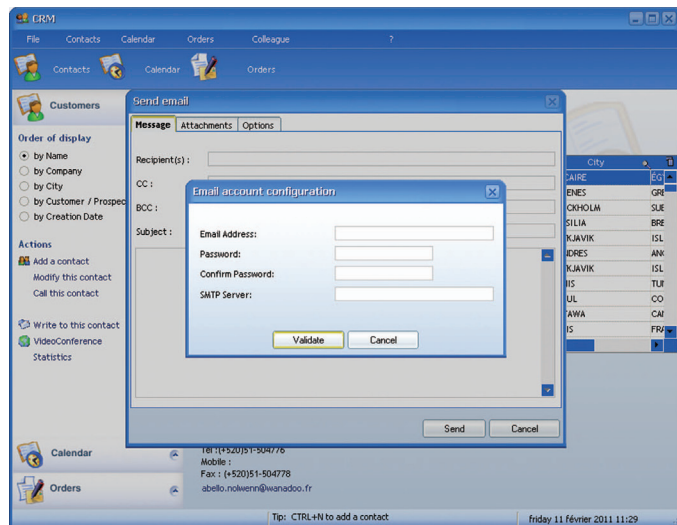 CRM
File Contacts Calendar Orders Colleague ?
Contacts Calendar Orders
Customers
Order of display
by Name
by Company
by City
by Customer / Prospec
by Creation Date
Actions
Add a contact
Modify this contact
Call this contact
Write to this contact
VideoConference
Statistics
Calendar
Orders
Send email
Message Attachments Options
Recipient(s) :
CC :
BCC :
Subject :
Email account configuration
Email Address:
Password:
Confirm Password:
SMTP Server:
Validate Cancel
Send Cancel
City
CAIRE EG
ENES GRE
CKHOLM SUE
SILIA BRE
KJAVIK ISL
NDRES AN
KJAVIK ISL
NIS TUN
UL CO
AWA CAN
IS FRA
Tel :(+520)51-504776
Mobile :
Fax : (+520)51-504778
abello.nolwenn@wanadoo.fr
Tip: CTRL+N to add a contact
friday 11 février 2011 11:29